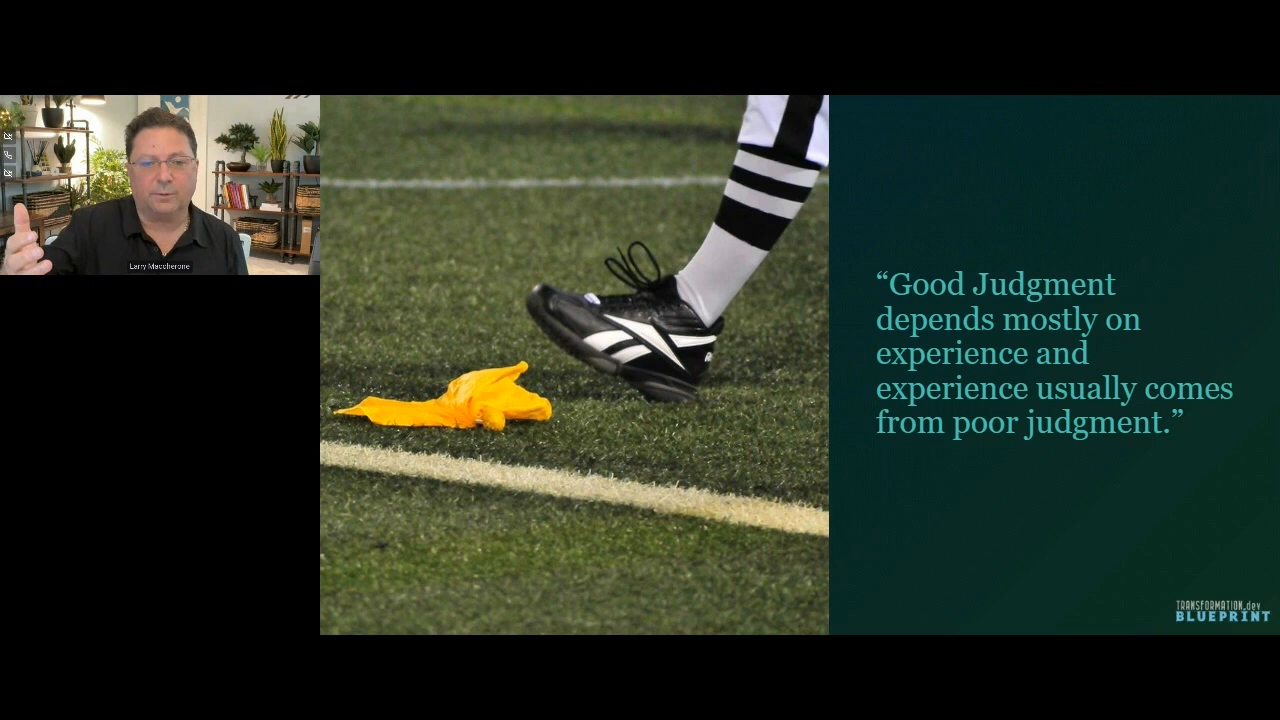 Larry Maccherone
“Good Judgment
depends mostly on
experience and
experience usually comes
from poor judgment.”
TRANSFORMATION.dev
BLUEPRINT